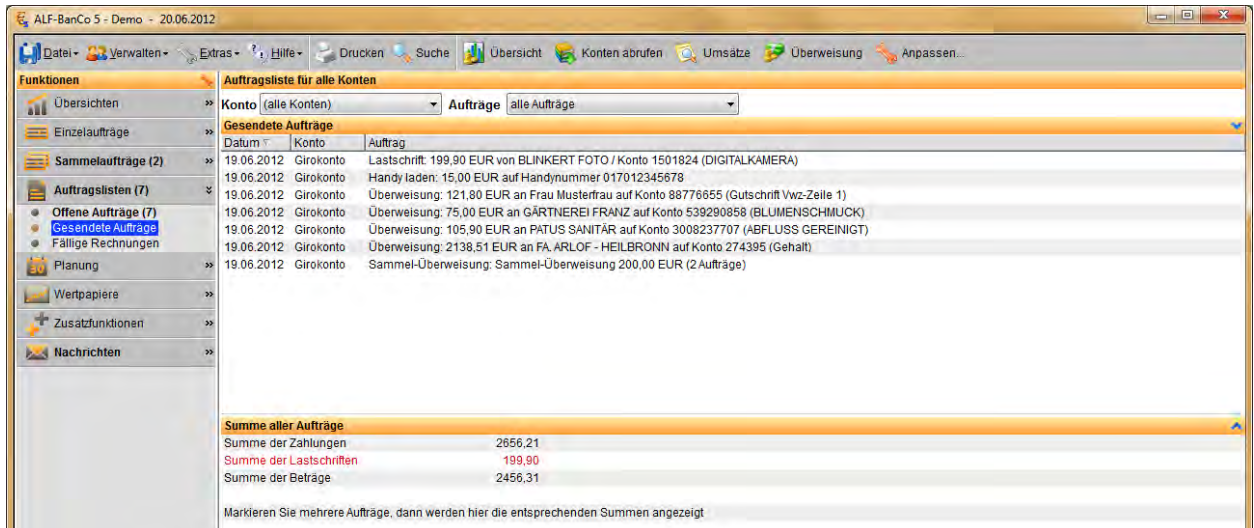 ALF-BanCo 5 - Demo - 20.06.2012
Datei Verwalten Extras Hilfe Drucken Suche Übersicht Konten abrufen Umsätze Überweisung Anpassen...
Funktionen
Übersichten
Einzelaufträge
Sammelaufträge (2)
Auftragslisten (7)
Offene Aufträge (7)
Gesendete Aufträge
Fällige Rechnungen
Planung
Wertpapiere
Zusatzfunktionen
Nachrichten
Auftragsliste für alle Konten
Konto (alle Konten) Aufträge alle Aufträge
Gesendete Aufträge
Datum Konto Auftrag
19.06.2012 Girokonto Lastschrift: 199,90 EUR von BLINKERT FOTO / Konto 1501824 (DIGITALKAMERA)
19.06.2012 Girokonto Handy laden: 15,00 EUR auf Handynummer 017012345678
19.06.2012 Girokonto Überweisung: 121,80 EUR an Frau Musterfrau auf Konto 88776655 (Gutschrift Vwz-Zeile 1)
19.06.2012 Girokonto Überweisung: 75,00 EUR an GÄRTNEREI FRANZ auf Konto 539290858 (BLUMENSCHMUCK)
19.06.2012 Girokonto Überweisung: 105,90 EUR an PATUS SANITÄR auf Konto 3008237707 (ABFLUSS GEREINIGT)
19.06.2012 Girokonto Überweisung: 2138,51 EUR an FA. ARLOF - HEILBRONN auf Konto 274395 (Gehalt)
19.06.2012 Girokonto Sammel-Überweisung: Sammel-Überweisung 200,00 EUR (2 Aufträge)
Summe aller Aufträge
Summe der Zahlungen 2656,21
Summe der Lastschriften 199,90
Summe der Beträge 2456,31
Markieren Sie mehrere Aufträge, dann werden hier die entsprechenden Summen angezeigt